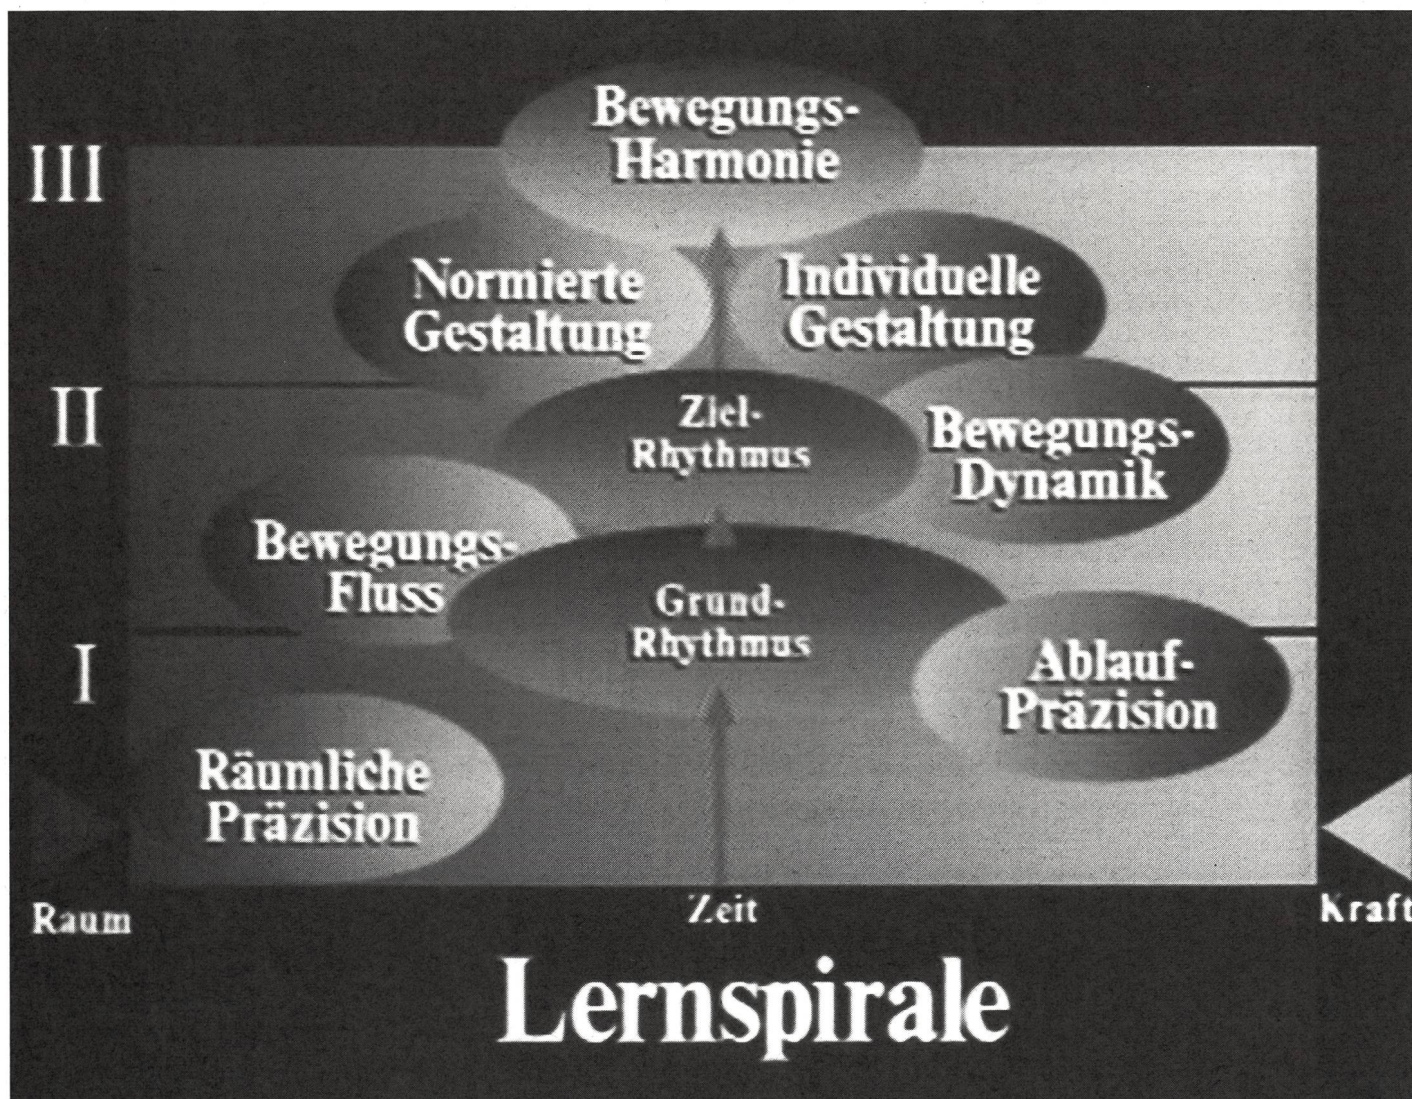 Bewegungs-
Harmonie
III
Normierte
Gestaltung
Individuelle
Gestaltung
II
Ziel-
Rhythmus
Bewegungs-
Dynamik
Bewegungs-
Fluss
Grund-
Rhythmus
I
Ablauf-
Präzision
Räumliche
Präzision
Raum
Zeit
Kraft
Lernspirale